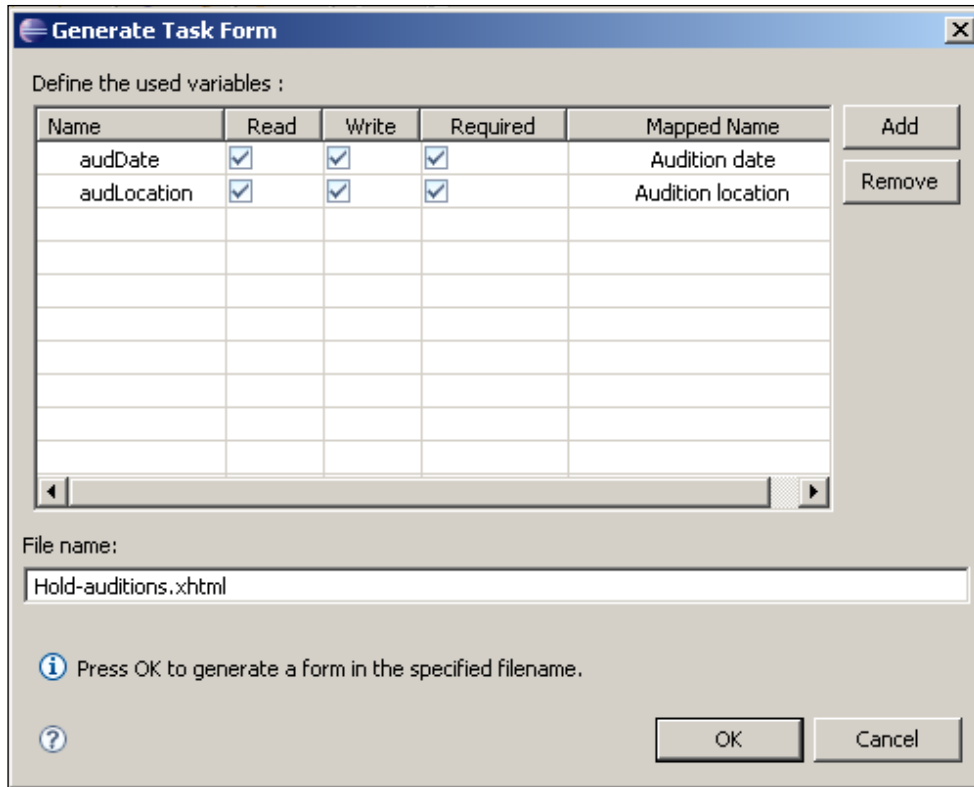 Generate Task Form
Define the used variables :
Name Read Write Required Mapped Name Add
audDate Audition date
audLocation Audition location Remove
File name:
Hold-auditions.xhtml
Press OK to generate a form in the specified filename.
OK Cancel